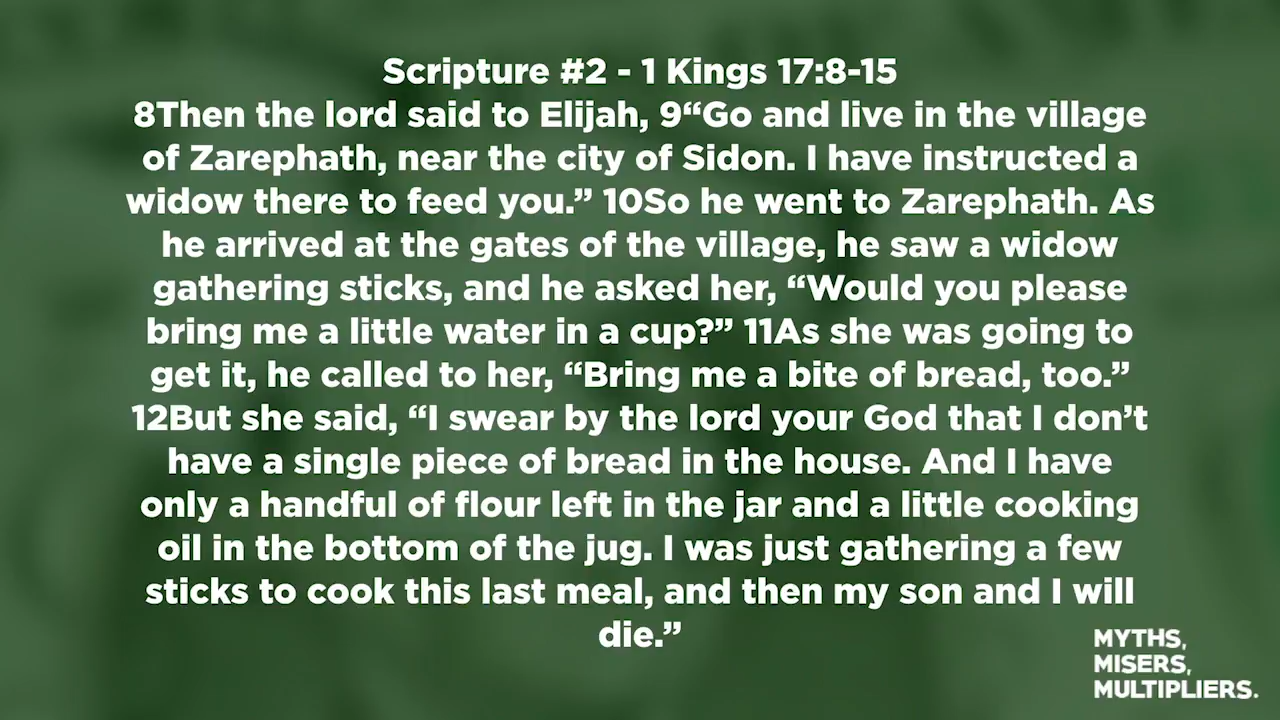 Scripture #2 - 1 Kings 17:8-15
8Then the lord said to Elijah, 9“Go and live in the village
of Zarephath, near the city of Sidon. I have instructed a
widow there to feed you.” 10So he went to Zarephath. As
he arrived at the gates of the village, he saw a widow
gathering sticks, and he asked her, “Would you please
bring me a little water in a cup?” 11As she was going to
get it, he called to her, “Bring me a bite of bread, too.”
12But she said, “I swear by the lord your God that I don’t
have a single piece of bread in the house. And I have
only a handful of flour left in the jar and a little cooking
oil in the bottom of the jug. I was just gathering a few
sticks to cook this last meal, and then my son and I will
die.”
MYTHS,
MISERS,
MULTIPLIERS.